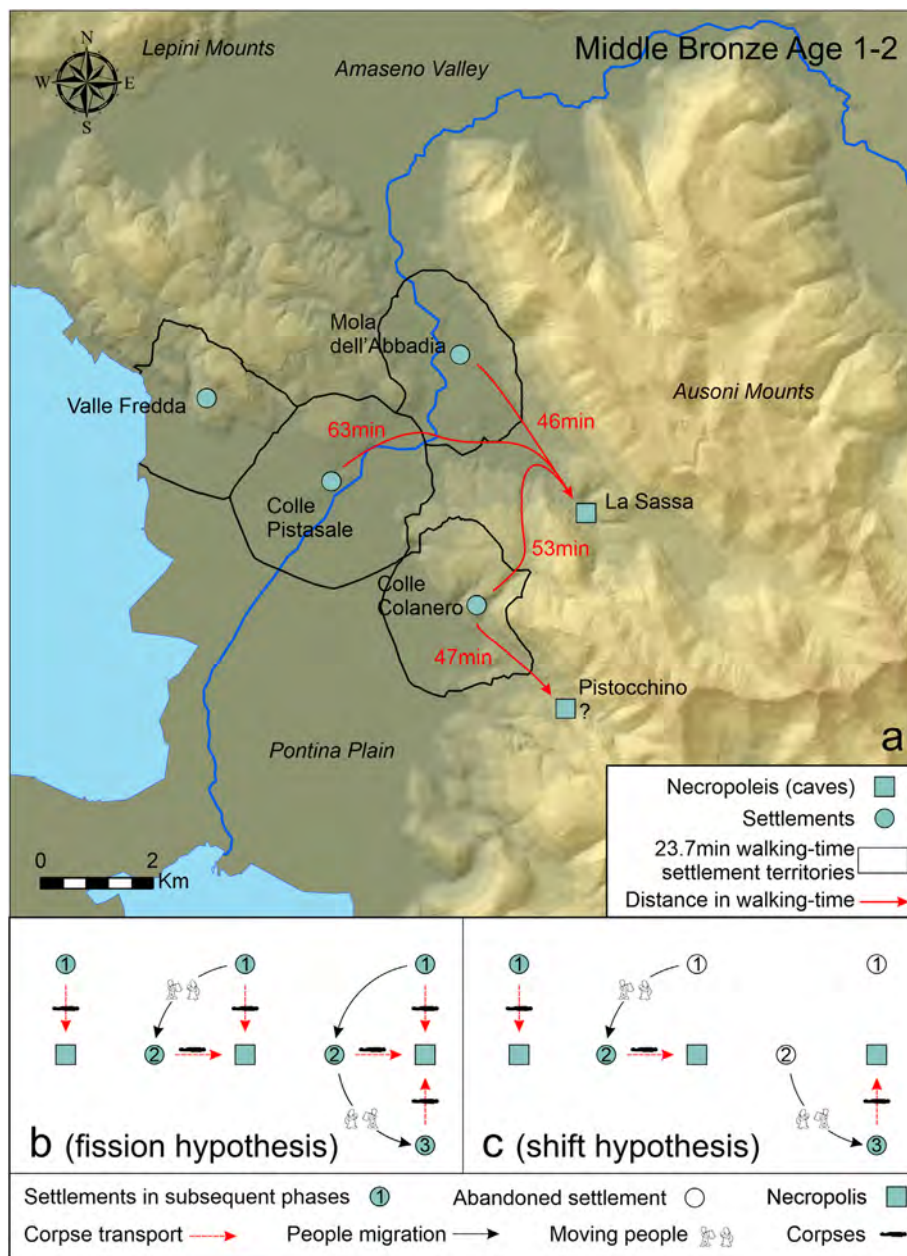 Lepini Mounts
Middle Bronze Age 1-2
Amaseno Valley
N
W
E
S
Mola
dell'Abbadia
Ausoni Mounts
Valle Fredda
63min
46min
Colle
Pistasale
La Sassa
53min
Colle
Colanero
47min
Pistocchino
?
Pontina Plain
a
Necropoleis (caves)
Settlements
23.7min walking-time
settlement territories
Distance in walking-time
0 2
Km
1 1 1
2 2
3
b (fission hypothesis)
1 1 1
2 2
3
c (shift hypothesis)
Settlements in subsequent phases 1 Abandoned settlement Necropolis
Corpse transport People migration Moving people Corpses